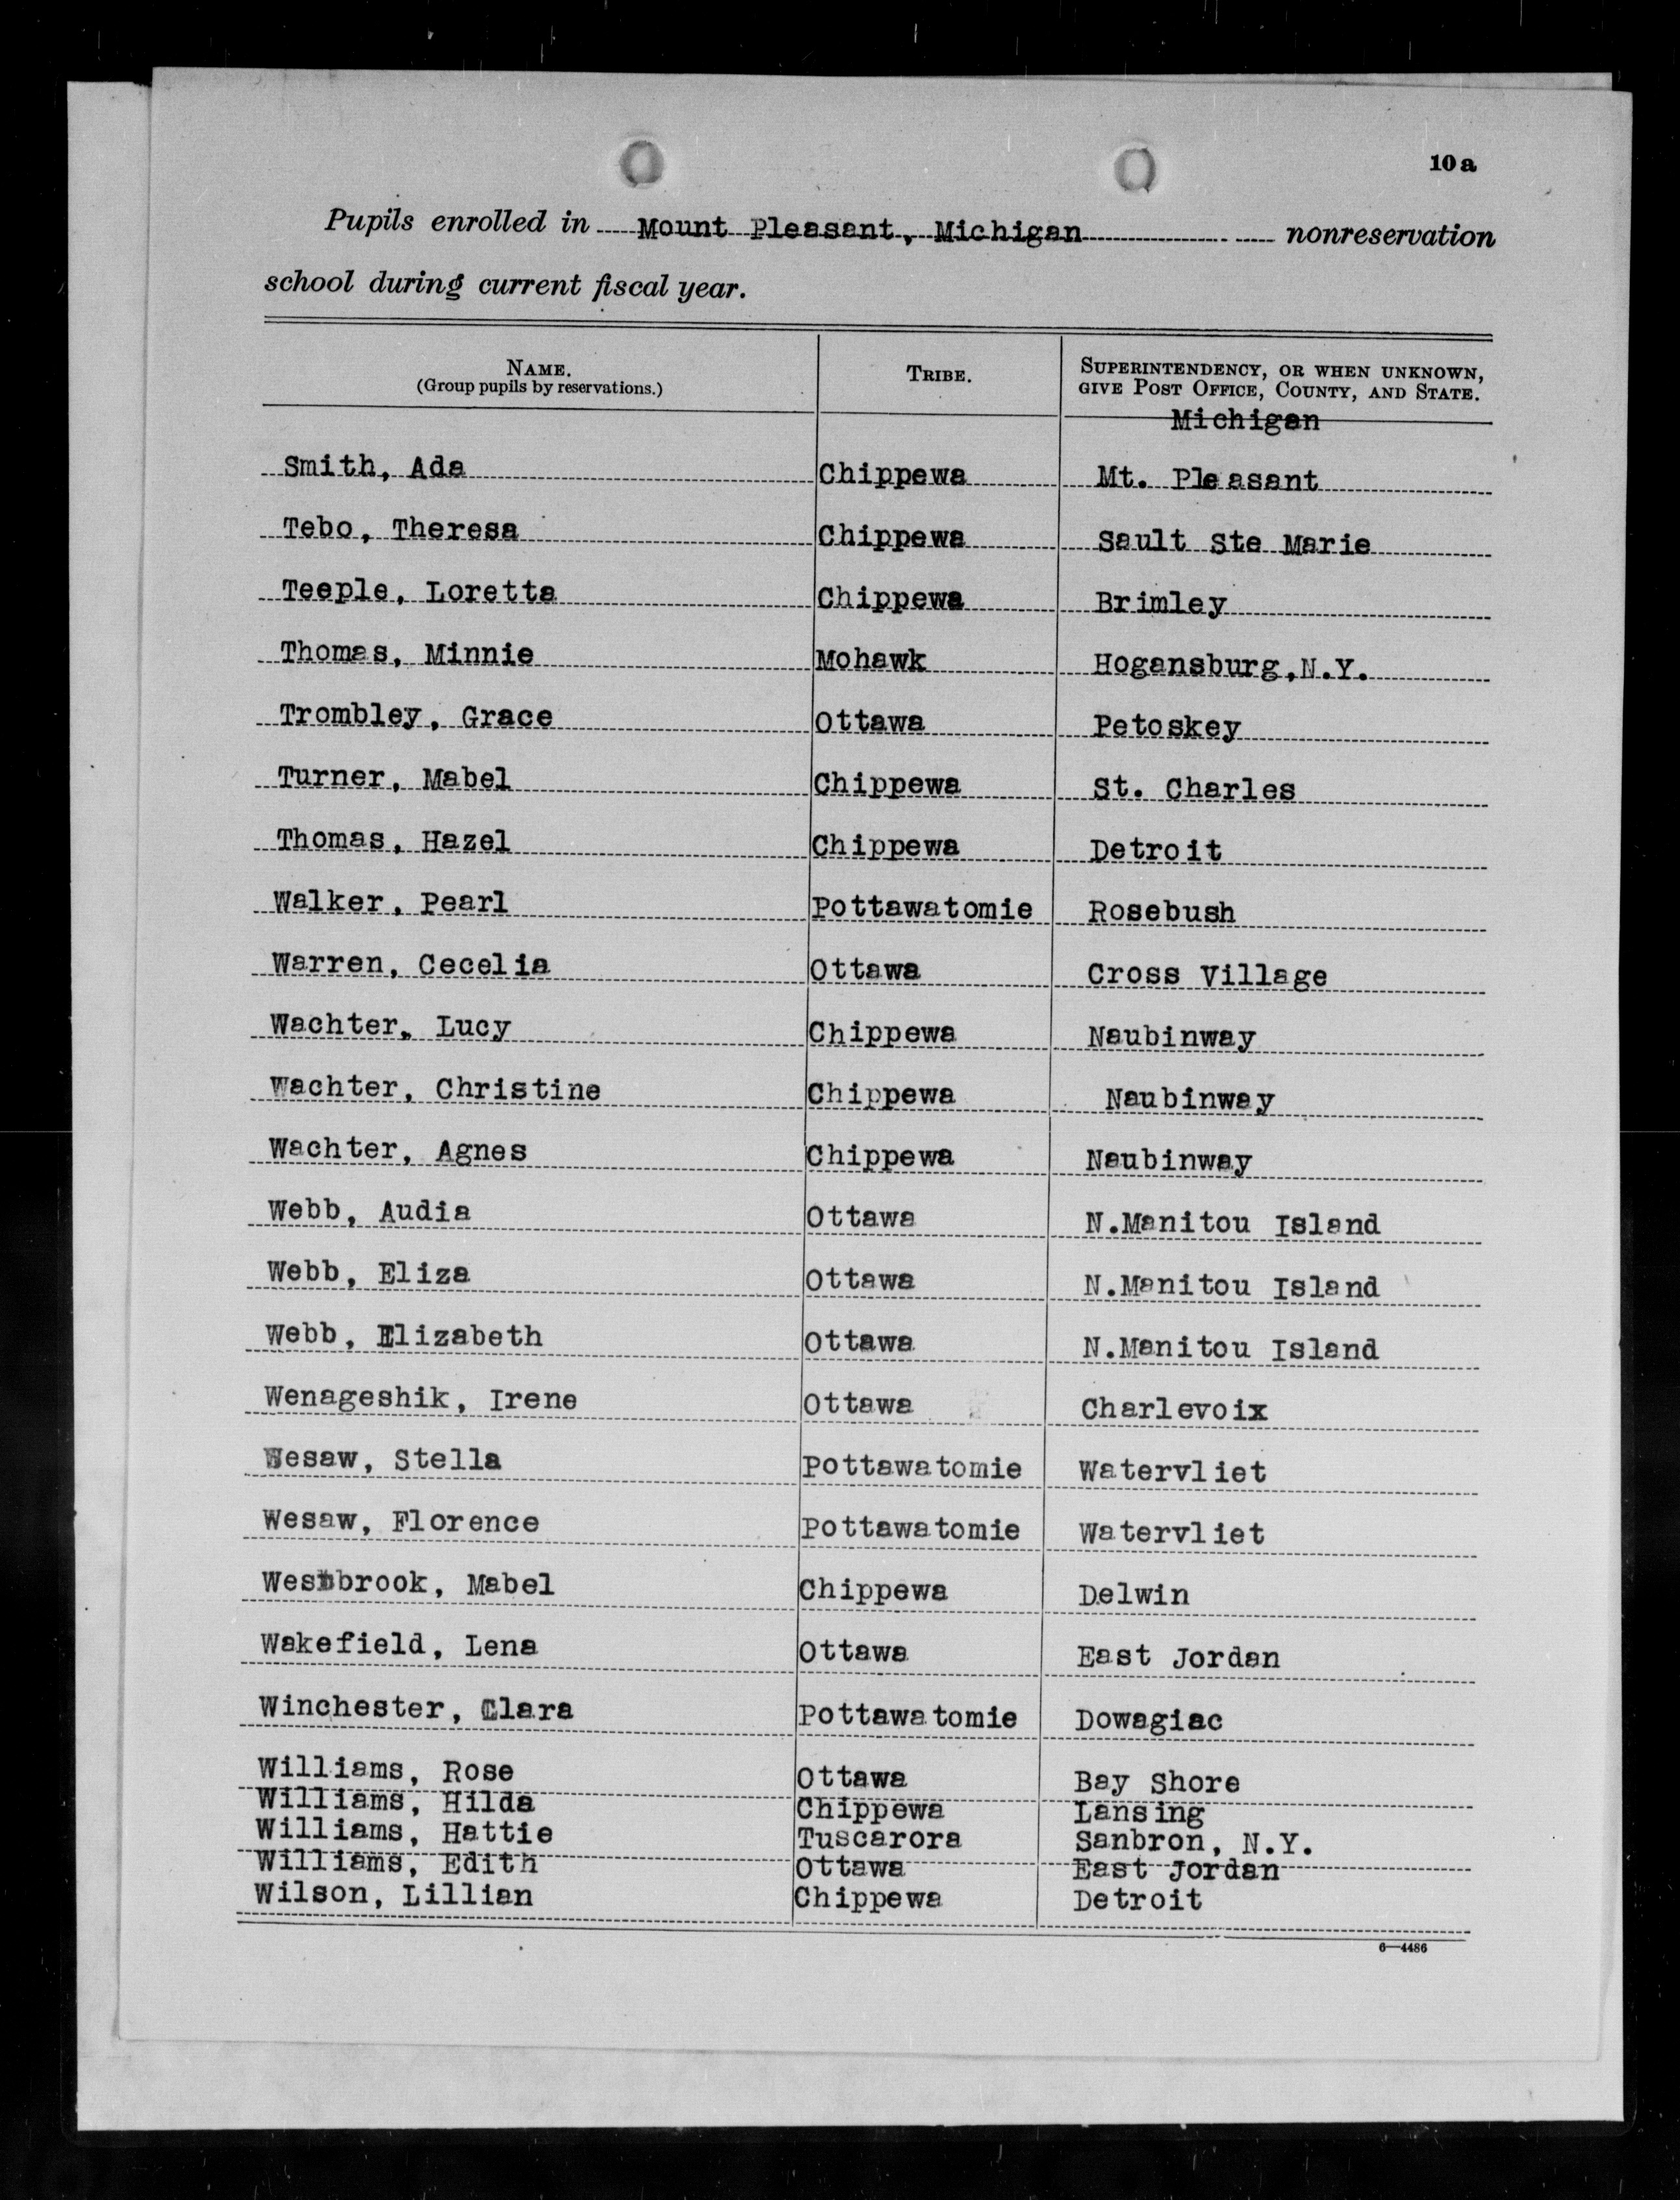 10a
Pupils enrolled in Mount Pleasant, Michigan nonreservation
school during current fiscal year.
NAME. TRIBE. SUPERINTENDENCY, OR WHEN UNKNOWN,
(Group pupils by reservations.) GIVE POST OFFICE, COUNTY, AND STATE.
Michigan
Smith, Ada Chippewa Mt. Pleasant
Tebo, Theresa Chippewa Sault Ste Marie
Teeple, Loretta Chippewa Brimley
Thomas, Minnie Mohawk Hogansburg,N.Y.
Trombley, Grace Ottawa Petoskey
Turner, Mabel Chippewa St. Charles
Thomas, Hazel Chippewa Detroit
Walker, Pearl Pottawatomie Rosebush
Warren, Cecelia Ottawa Cross Village
Wachter, Lucy Chippewa Naubinway
Wachter, Christine Chippewa Naubinway
Wachter, Agnes Chippewa Naubinway
Webb, Audia Ottawa N.Manitou Island
Webb, Eliza Ottawa N.Manitou Island
Webb, Elizabeth Ottawa N.Manitou Island
Wenageshik, Irene Ottawa Charlevoix
Wesaw, Stella Pottawatomie Watervliet
Wesaw, Florence Pottawatomie Watervliet
Westbrook, Mabel Chippewa Delwin
Wakefield, Lena Ottawa East Jordan
Winchester, Clara Pottawatomie Dowagiac
Williams, Rose Ottawa Bay Shore
Williams, Hilda Chippewa Lansing
Williams, Hattie Tuscarora Sanbron, N.Y.
Williams, Edith Ottawa East Jordan
Wilson, Lillian Chippewa Detroit
6—4486